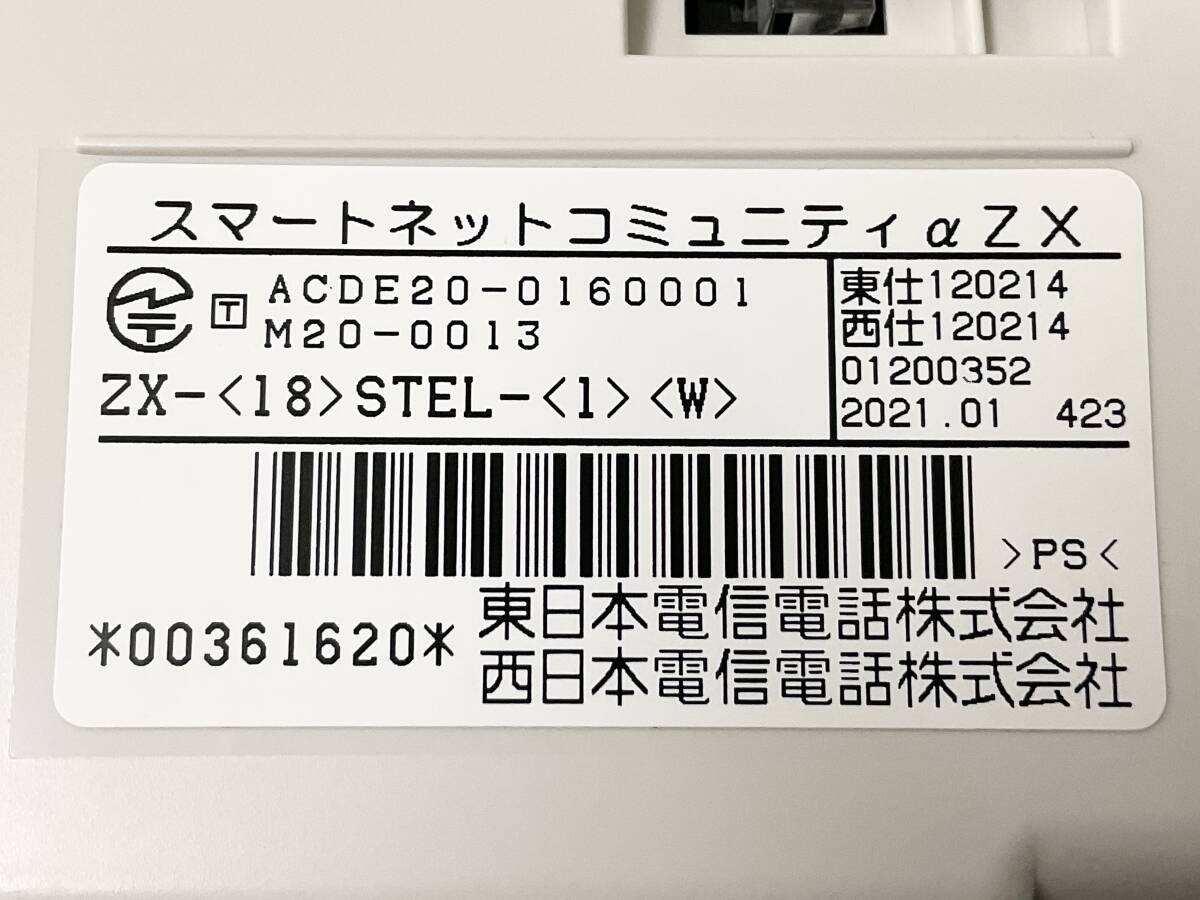 スマートネットコミュニティαZX
T ACDE20-0160001
M20-0013
ZX-<18>STEL-<1><W>
東仕120214
西仕120214
01200352
2021.01 423
>PS<
*00361620*
東日本電信電話株式会社
西日本電信電話株式会社